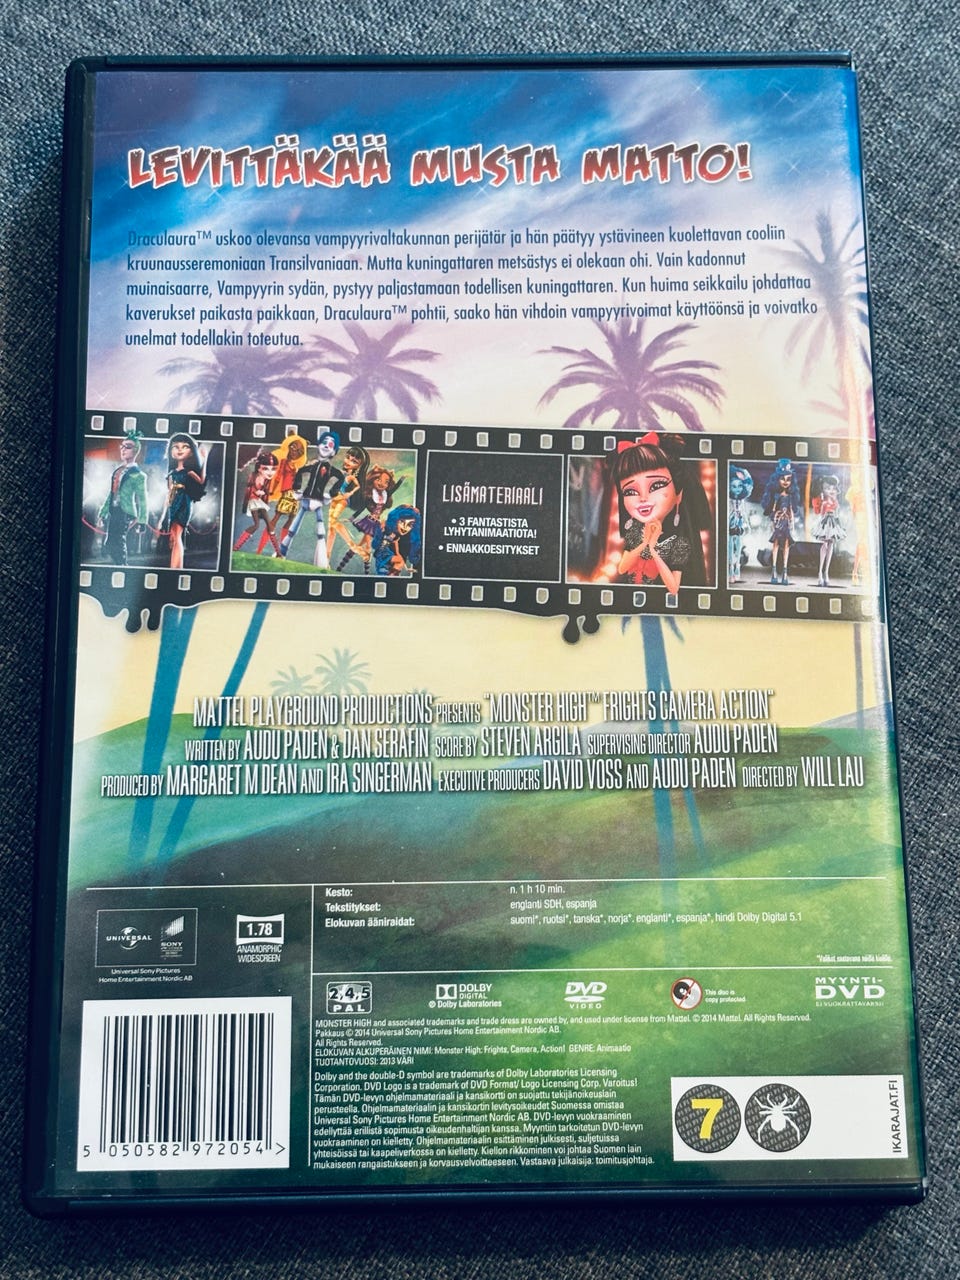 LEVITTÄKÄÄ MUSTA MATTO!
Draculaura™ uskoo olevansa vampyyrivaltakunnan perijätär ja hän päätyy ystävineen kuolettavan cooliin
kruunausseremoniaan Transilvaniaan. Mutta kuningattaren metsästys ei olekaan ohi. Vain kadonnut
muinaisaarre, Vampyyrin sydän, pystyy paljastamaan todellisen kuningattaren. Kun huima seikkailu johdattaa
kaverukset paikasta paikkaan, Draculaura™ pohtii, saako hän vihdoin vampyyrivoimat käyttöönsä ja voivatko
unelmat todellakin toteutua.
LISÄMATERIAALI
• 3 FANTASTISTA
LYHYTANIMAATIOTA!
• ENNAKKOESITYKSET
MATTEL PLAYGROUND PRODUCTIONS PRESENTS "MONSTER HIGH™ FRIGHTS CAMERA ACTION"
WRITTEN BY AUDU PADEN & DAN SERAFIN SCORE BY STEVEN ARGILA SUPERVISING DIRECTOR AUDU PADEN
PRODUCED BY MARGARET M DEAN AND IRA SINGERMAN EXECUTIVE PRODUCERS DAVID VOSS AND AUDU PADEN DIRECTED BY WILL LAU
Kesto: n. 1 h 10 min.
Tekstitykset: englanti SDH, espanja
Elokuvan ääniraidat: suomi*, ruotsi*, tanska*, norja*, englanti*, espanja*, hindi Dolby Digital 5.1
*Valikot saatavana näillä kielillä.
UNIVERSAL
SONY
Universal Sony Pictures
Home Entertainment Nordic AB
1.78
ANAMORPHIC
WIDESCREEN
2,4,5
PAL
DOLBY
DIGITAL
© Dolby Laboratories
DVD
VIDEO
This disc is
copy protected
MYYNTI-
DVD
EI VUOKRATTAVAKSI
MONSTER HIGH and associated trademarks and trade dress are owned by, and used under license from Mattel. © 2014 Mattel. All Rights Reserved.
Pakkaus © 2014 Universal Sony Pictures Home Entertainment Nordic AB.
All Rights Reserved.
ELOKUVAN ALKUPERÄINEN NIMI: Monster High: Frights, Camera, Action! GENRE: Animaatio
TUOTANTOVUOSI: 2013 VÄRI
Dolby and the double-D symbol are trademarks of Dolby Laboratories Licensing
Corporation. DVD Logo is a trademark of DVD Format/ Logo Licensing Corp. Varoitus!
Tämän DVD-levyn ohjelmamateriaali ja kansikortti on suojattu tekijänoikeuslain
perusteella. Ohjelmamateriaalin ja kansikortin levitysoikeudet Suomessa omistaa
Universal Sony Pictures Home Entertainment Nordic AB. DVD-levyn vuokraaminen
edellyttää erillistä sopimusta oikeudenhaltijan kanssa. Myyntiin tarkoitetun DVD-levyn
vuokraaminen on kielletty. Ohjelmamateriaalin esittäminen julkisesti, suljetuissa
yhteisöissä tai kaapeliverkossa on kielletty. Kiellon rikkominen voi johtaa Suomen lain
mukaiseen rangaistukseen ja korvausvelvoitteeseen. Vastaava julkaisija: toimitusjohtaja.
5 050582 972054 >
7
IKARAJAT.FI